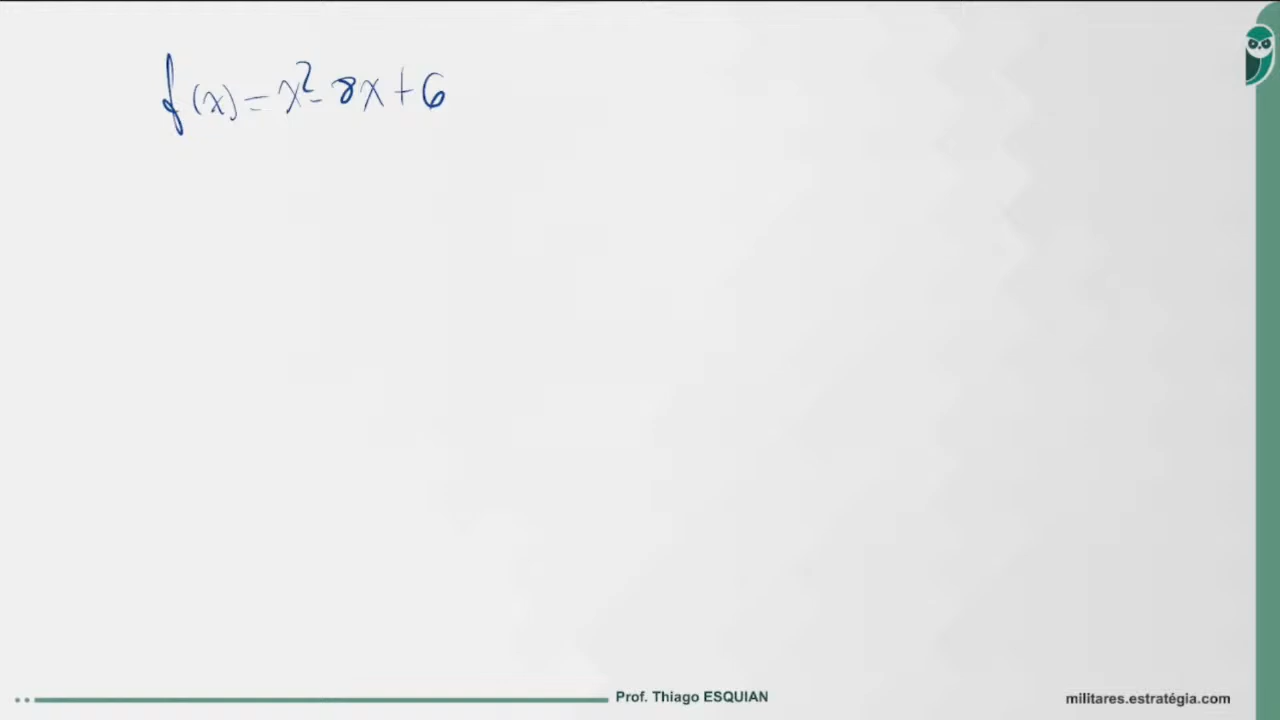 f(x) = x² - 8x + 6
Prof. Thiago ESQUIAN
militares.estratégia.com